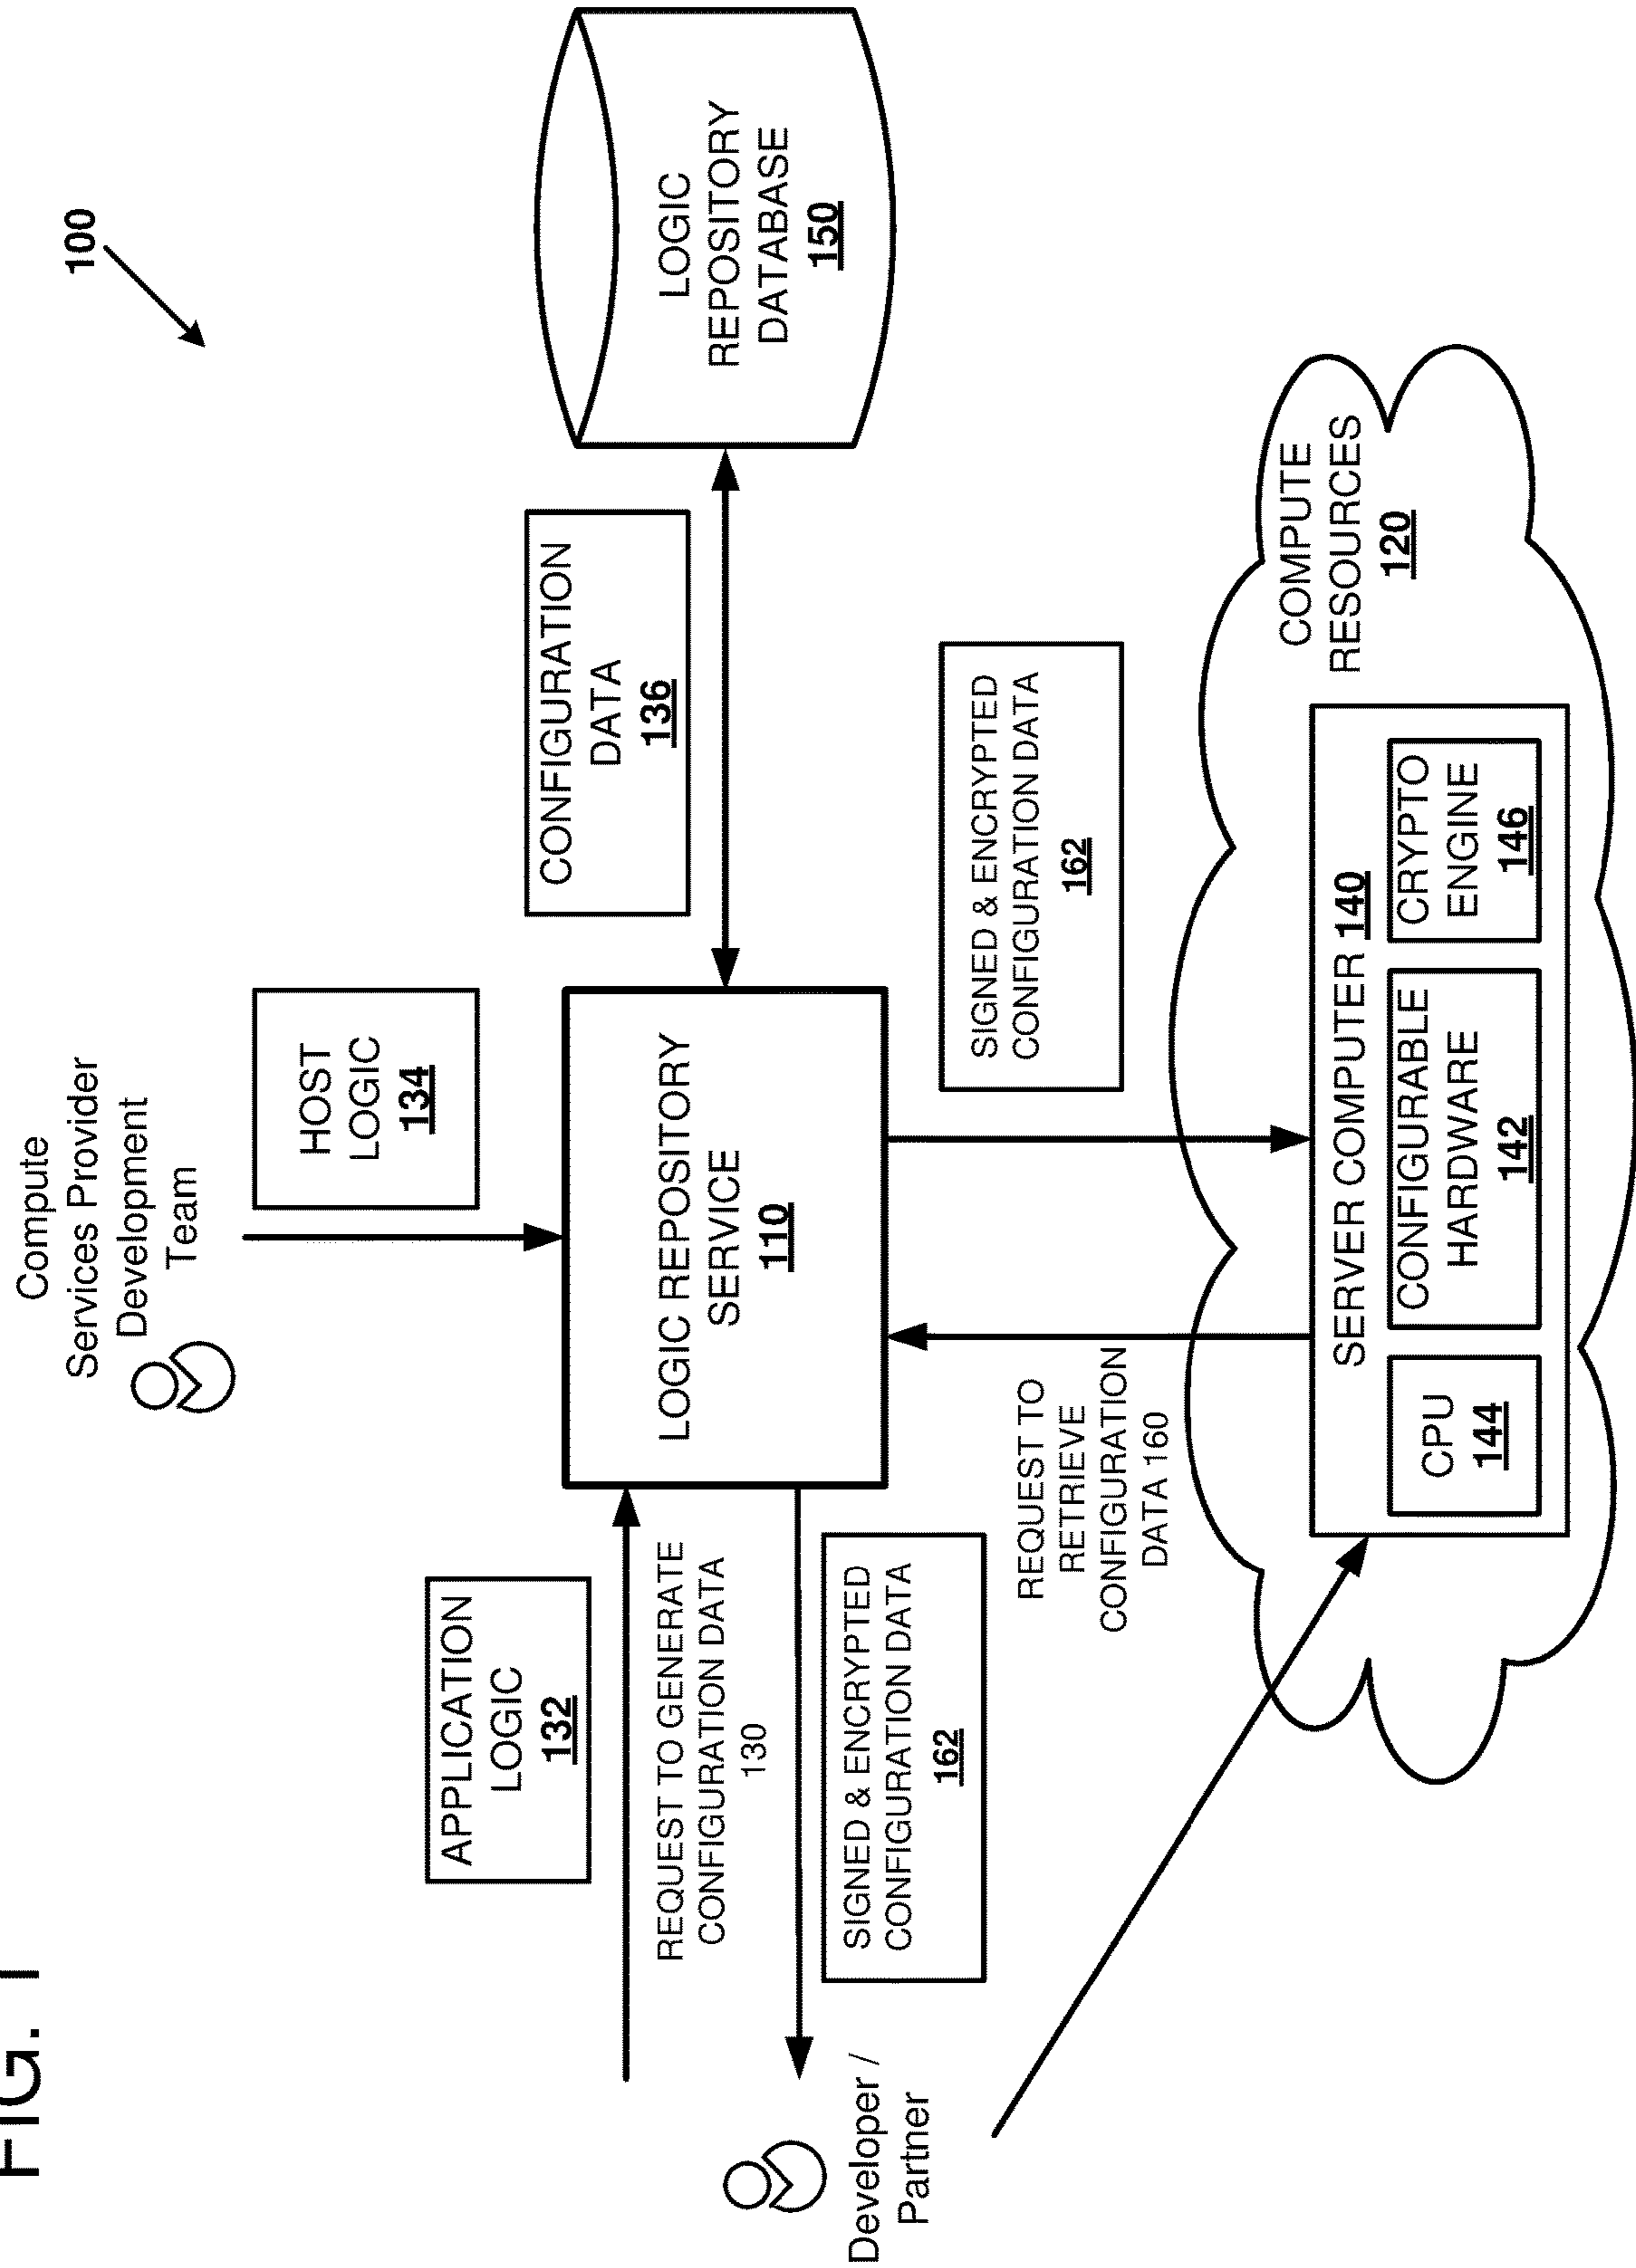 FIG. 1
100
Compute
Services Provider
Development
Team
HOST
LOGIC
134
APPLICATION
LOGIC
132
REQUEST TO GENERATE
CONFIGURATION DATA
130
SIGNED & ENCRYPTED
CONFIGURATION DATA
162
Developer /
Partner
LOGIC REPOSITORY
SERVICE
110
CONFIGURATION
DATA
136
LOGIC
REPOSITORY
DATABASE
150
REQUEST TO
RETRIEVE
CONFIGURATION
DATA 160
SIGNED & ENCRYPTED
CONFIGURATION DATA
162
COMPUTE
RESOURCES
120
SERVER COMPUTER 140
CPU
144
CONFIGURABLE
HARDWARE
142
CRYPTO
ENGINE
146